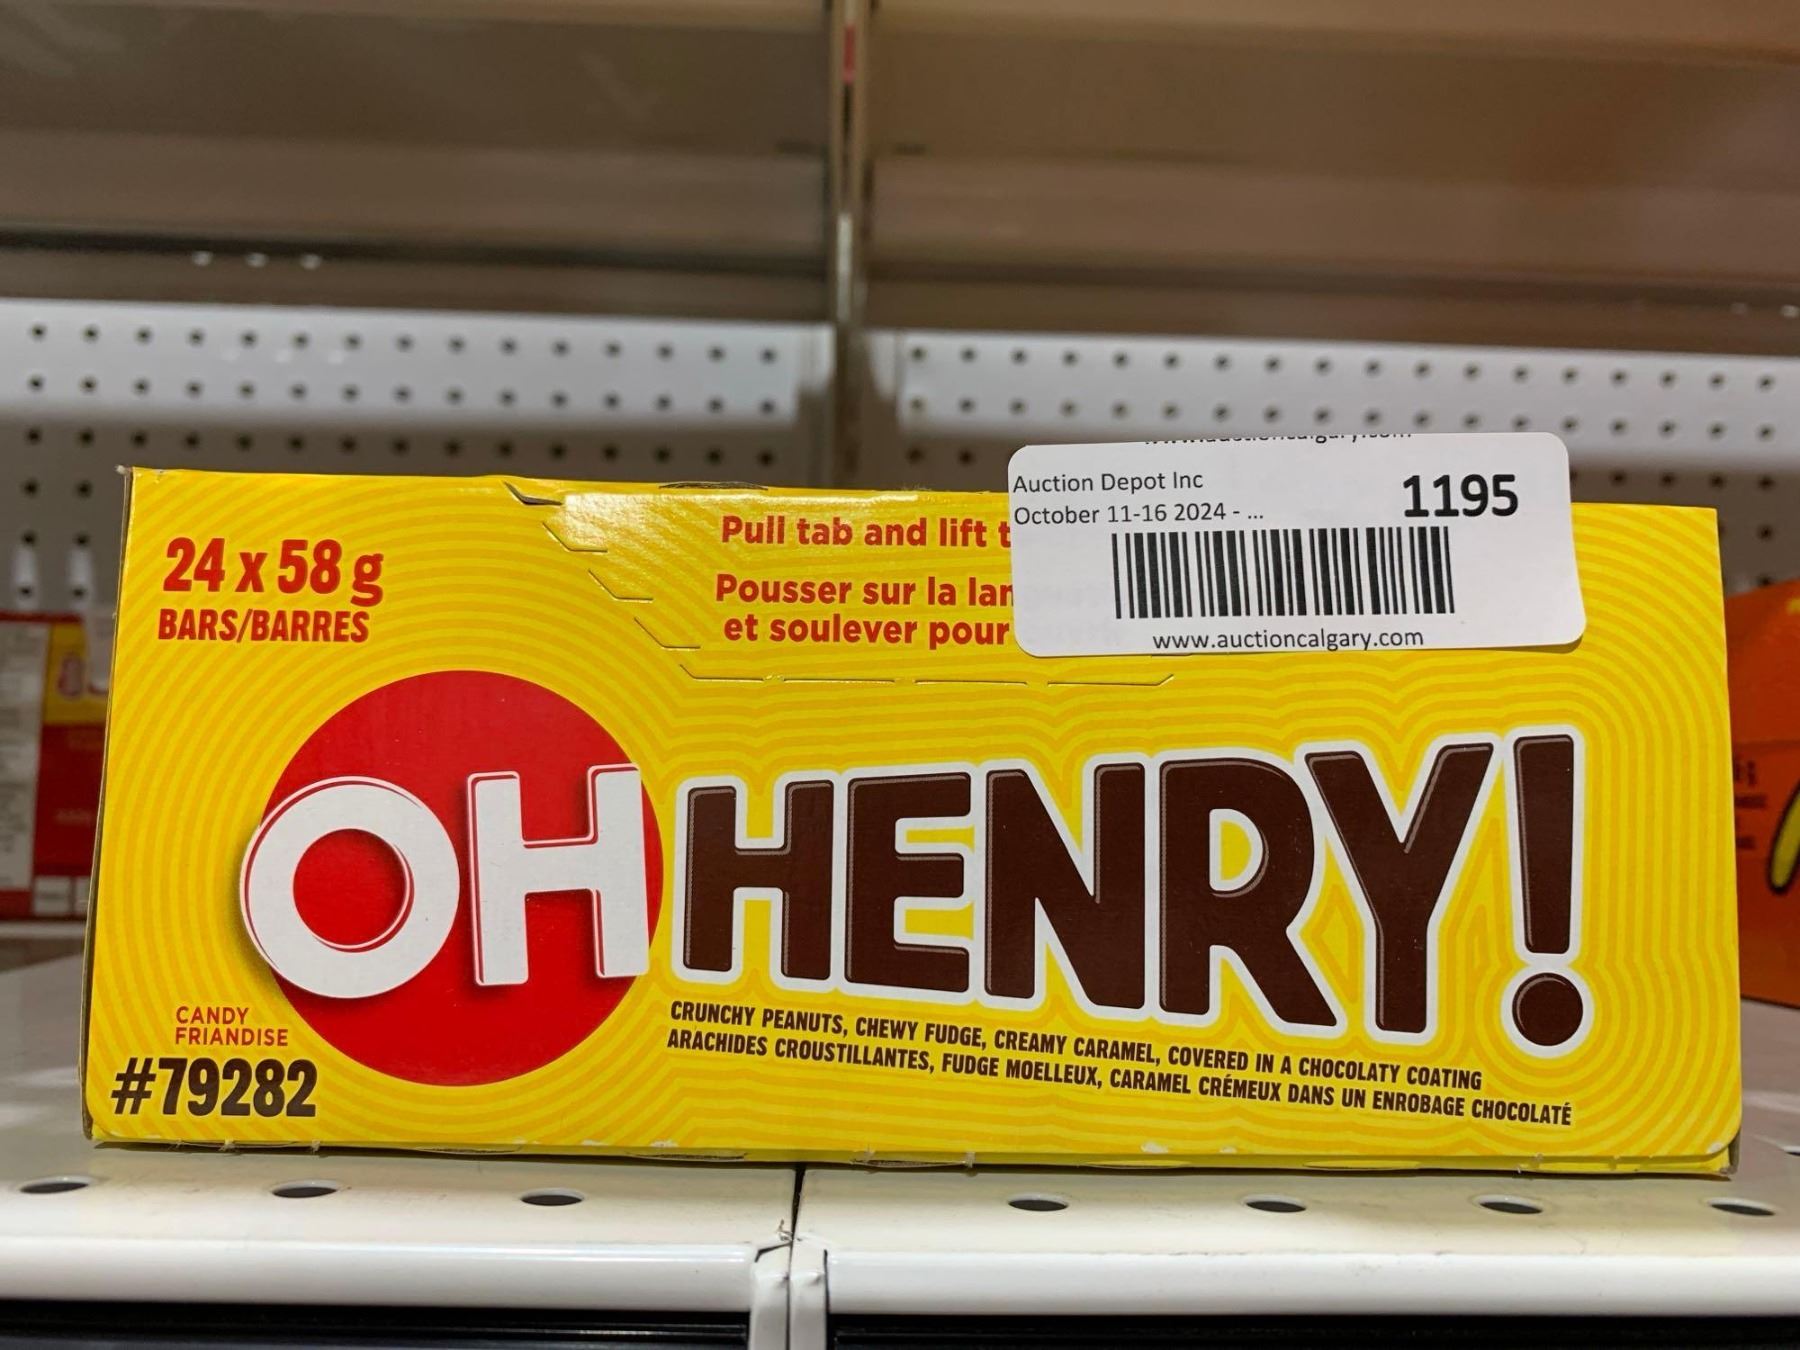 Auction Depot Inc
1195
October 11-16 2024 - ...
www.auctioncalgary.com
24 x 58 g
BARS/BARRES
Pull tab and lift
Pousser sur la
et soulever pour
OH HENRY!
CANDY
FRIANDISE
#79282
CRUNCHY PEANUTS, CHEWY FUDGE, CREAMY CARAMEL, COVERED IN A CHOCOLATY COATING
ARACHIDES CROUSTILLANTES, FUDGE MOELLEUX, CARAMEL CRÉMEUX DANS UN ENROBAGE CHOCOLATÉ